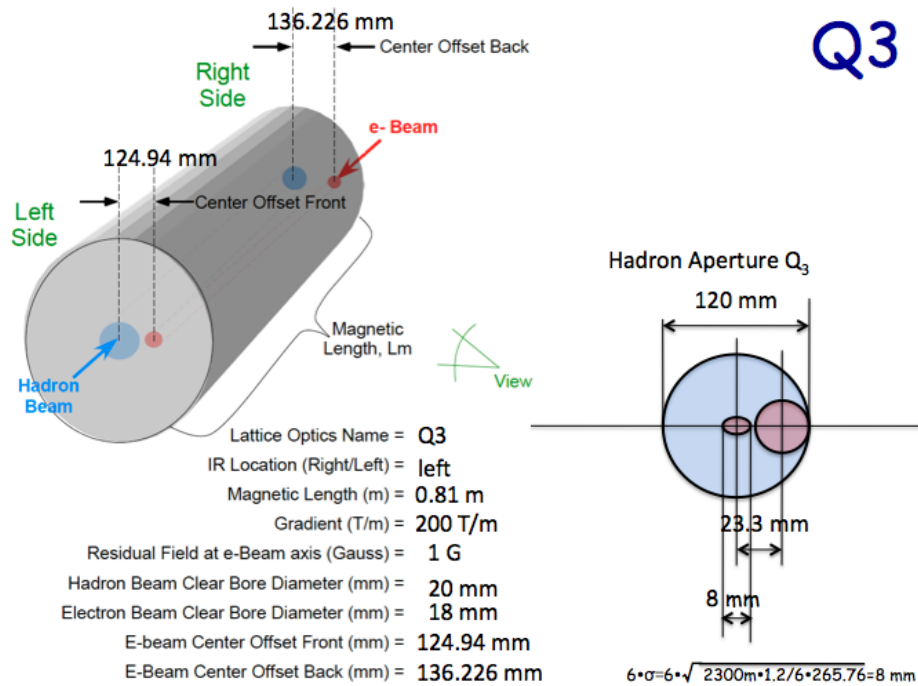 136.226 mm
Center Offset Back
Q3
Right
Side
e- Beam
124.94 mm
Center Offset Front
Left
Side
Hadron Aperture Q₃
120 mm
Magnetic
Length, Lm
View
Hadron
Beam
Lattice Optics Name = Q3
IR Location (Right/Left) = left
Magnetic Length (m) = 0.81 m
Gradient (T/m) = 200 T/m
Residual Field at e-Beam axis (Gauss) = 1 G
Hadron Beam Clear Bore Diameter (mm) = 20 mm
Electron Beam Clear Bore Diameter (mm) = 18 mm
E-beam Center Offset Front (mm) = 124.94 mm
E-Beam Center Offset Back (mm) = 136.226 mm
23.3 mm
8 mm
6•σ=6•√2300m•1.2/6•265.76=8 mm